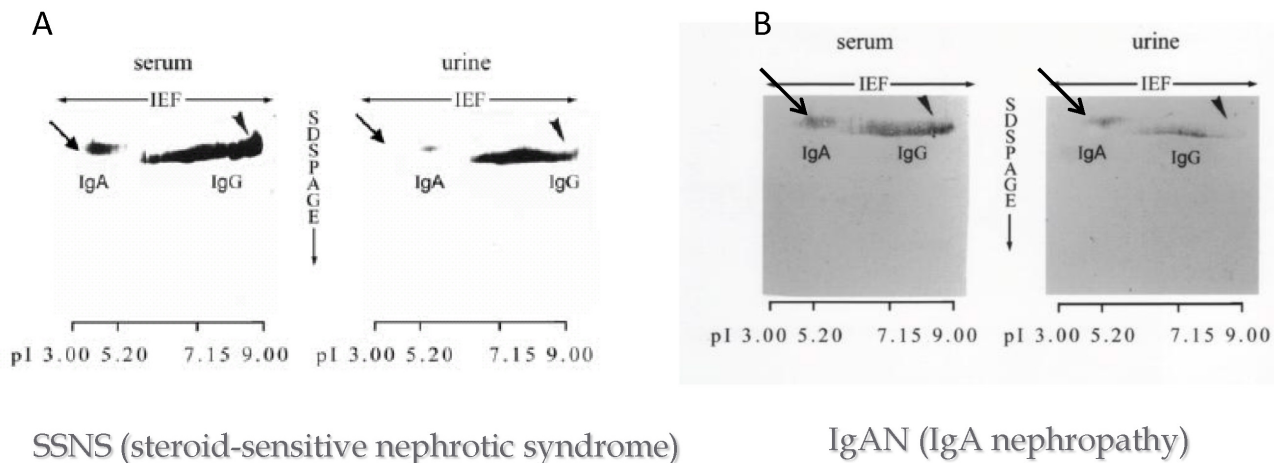 A
serum
urine
IEF
IEF
IgA
IgG
IgA
IgG
SDSPAGE
pI 3.00 5.20 7.15 9.00
pI 3.00 5.20 7.15 9.00
SSNS (steroid-sensitive nephrotic syndrome)
B
serum
urine
IEF
IEF
IgA
IgG
IgA
IgG
SDSPAGE
pI 3.00 5.20 7.15 9.00
pI 3.00 5.20 7.15 9.00
IgAN (IgA nephropathy)